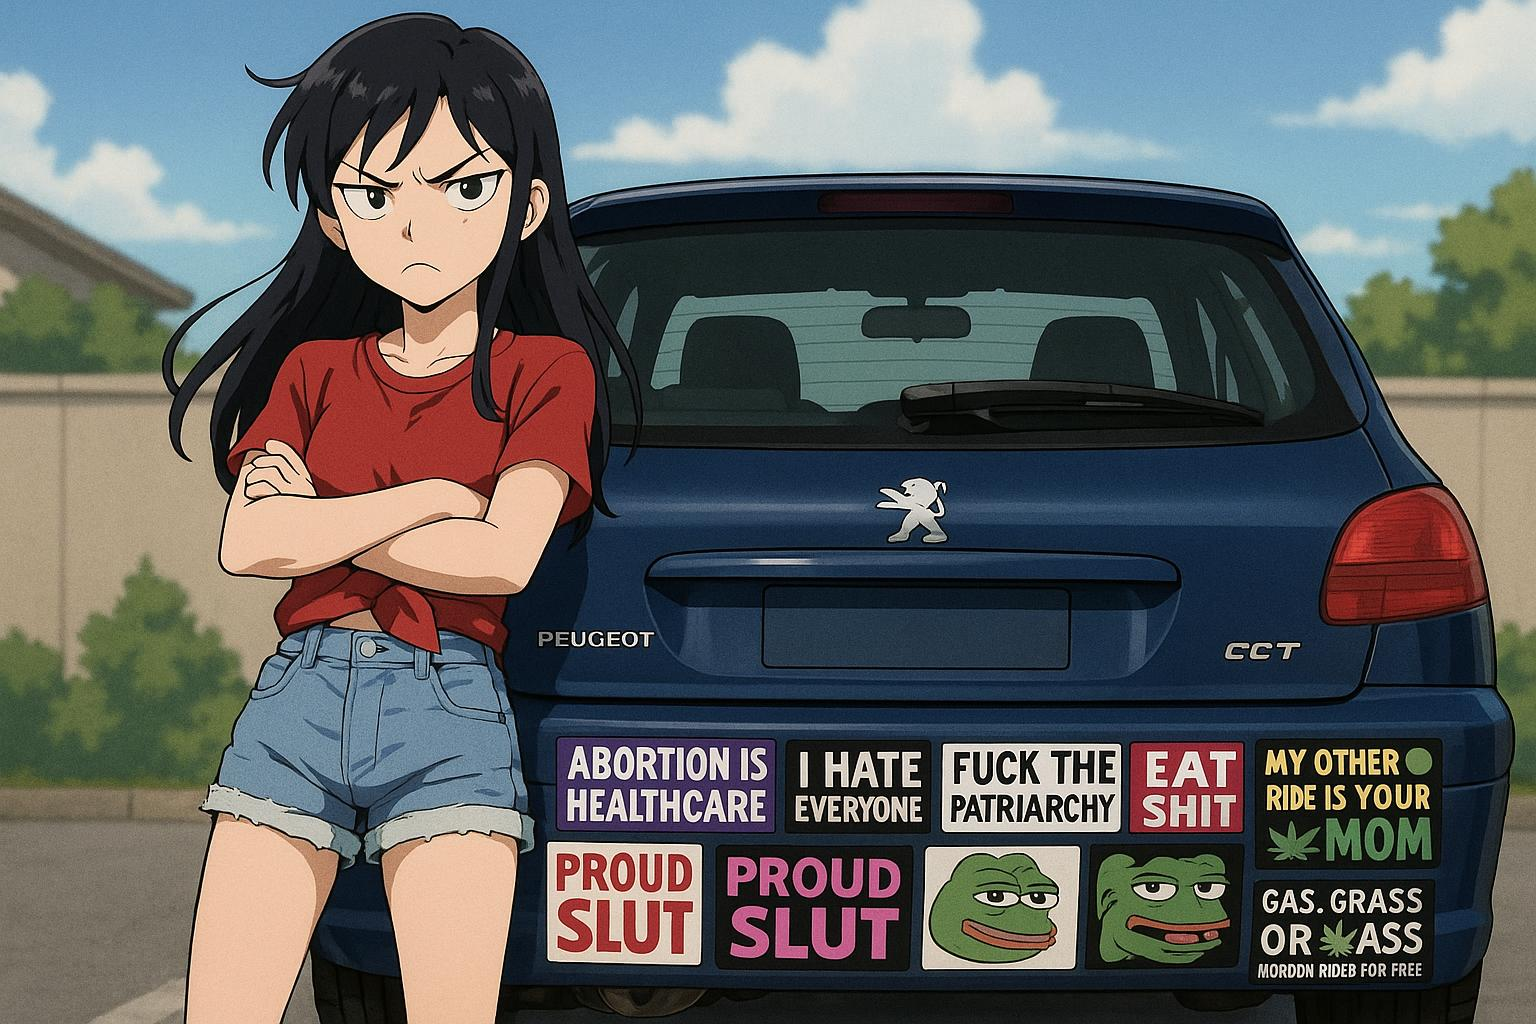 PEUGEOT
CCT
ABORTION IS
HEALTHCARE
I HATE
EVERYONE
FUCK THE
PATRIARCHY
EAT
SHIT
MY OTHER
RIDE IS YOUR
MOM
PROUD
SLUT
PROUD
SLUT
GAS. GRASS
OR ASS
MORDDN RIDEB FOR FREE